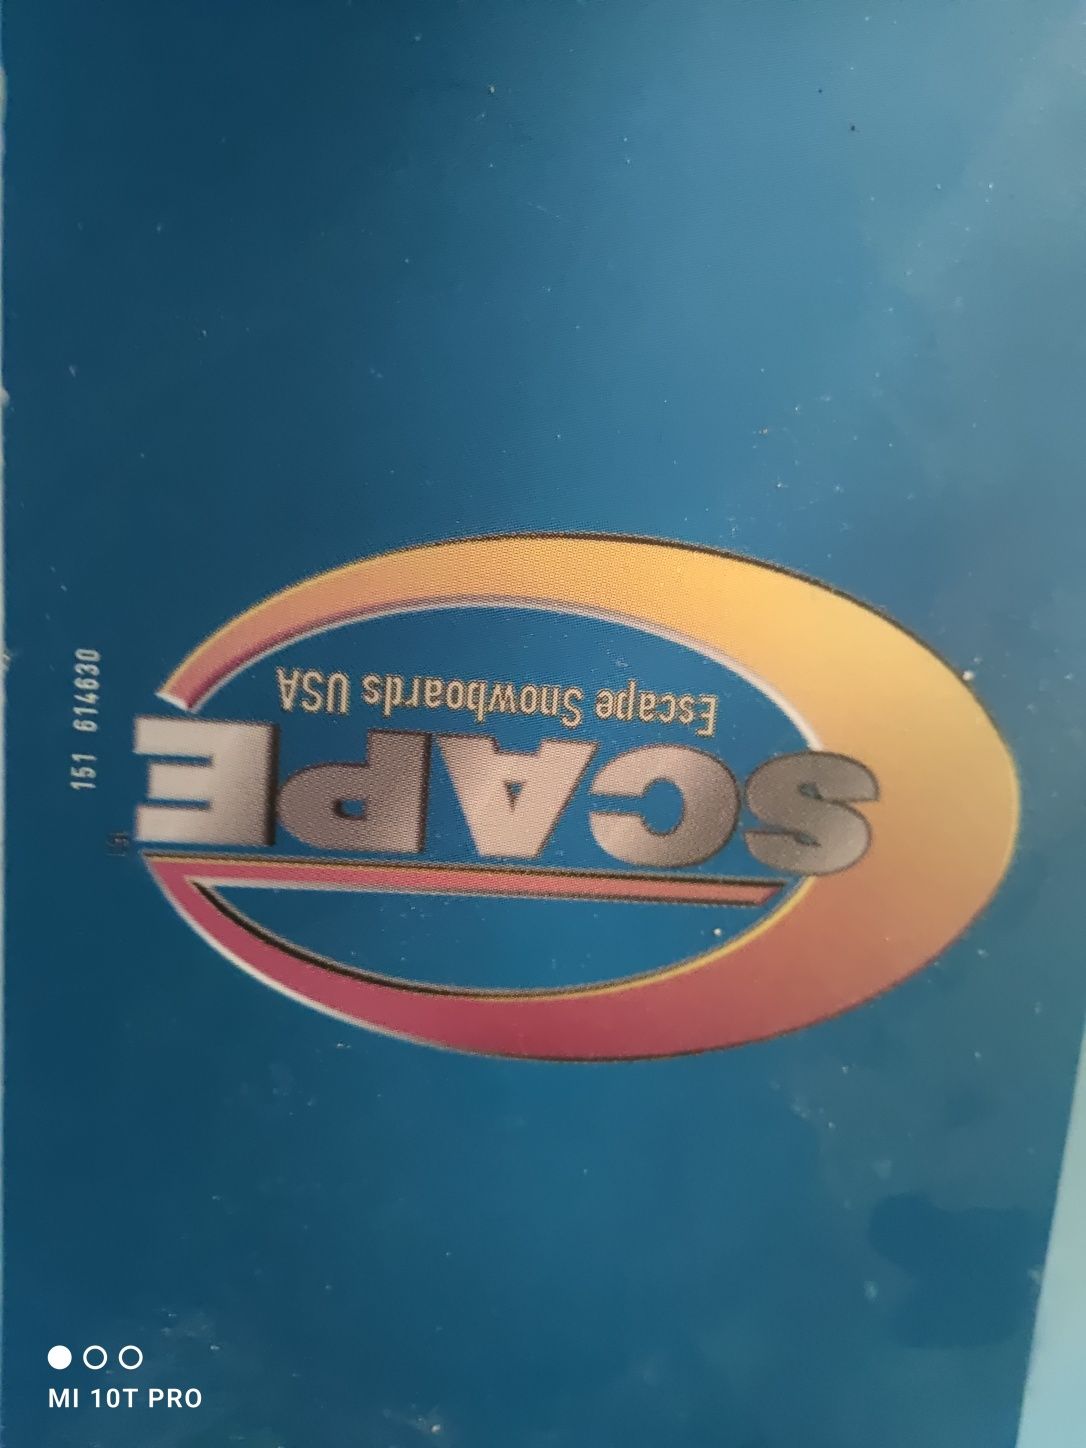 SCAPE
Escape Snowboards USA
151 614630
MI 10T PRO